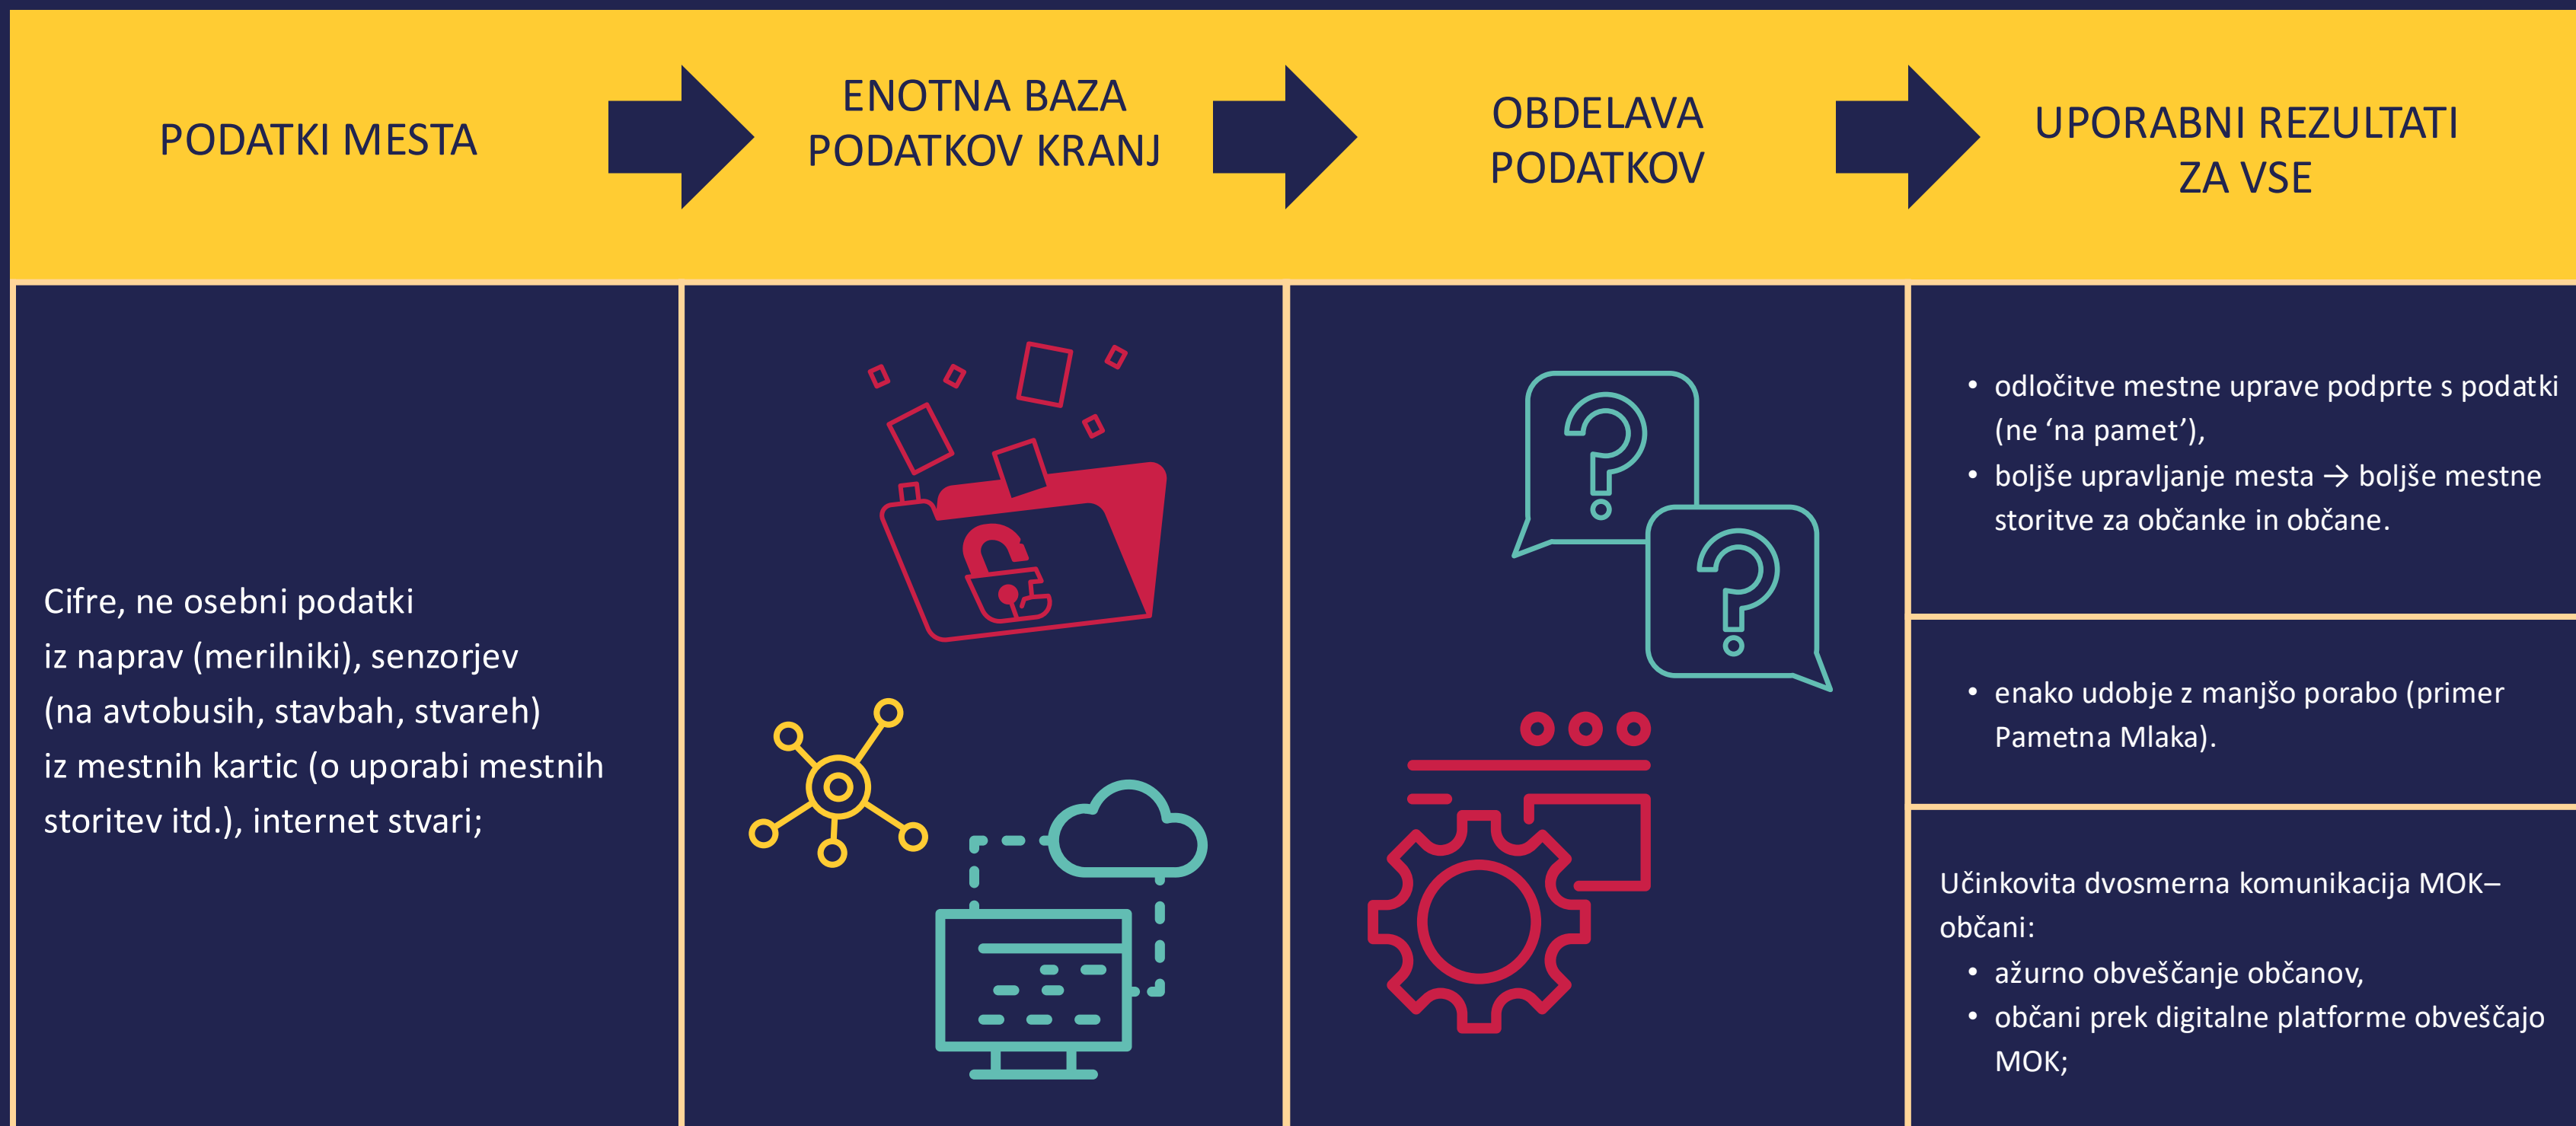 PODATKI MESTA
ENOTNA BAZA
PODATKOV KRANJ
OBDELAVA
PODATKOV
UPORABNI REZULTATI
ZA VSE
Cifre, ne osebni podatki
iz naprav (merilniki), senzorjev
(na avtobusih, stavbah, stvareh)
iz mestnih kartic (o uporabi mestnih
storitev itd.), internet stvari;
• odločitve mestne uprave podprte s podatki
(ne ‘na pamet’),
• boljše upravljanje mesta → boljše mestne
storitve za občanke in občane.
• enako udobje z manjšo porabo (primer
Pametna Mlaka).
Učinkovita dvosmerna komunikacija MOK–
občani:
• ažurno obveščanje občanov,
• občani prek digitalne platforme obveščajo
MOK;